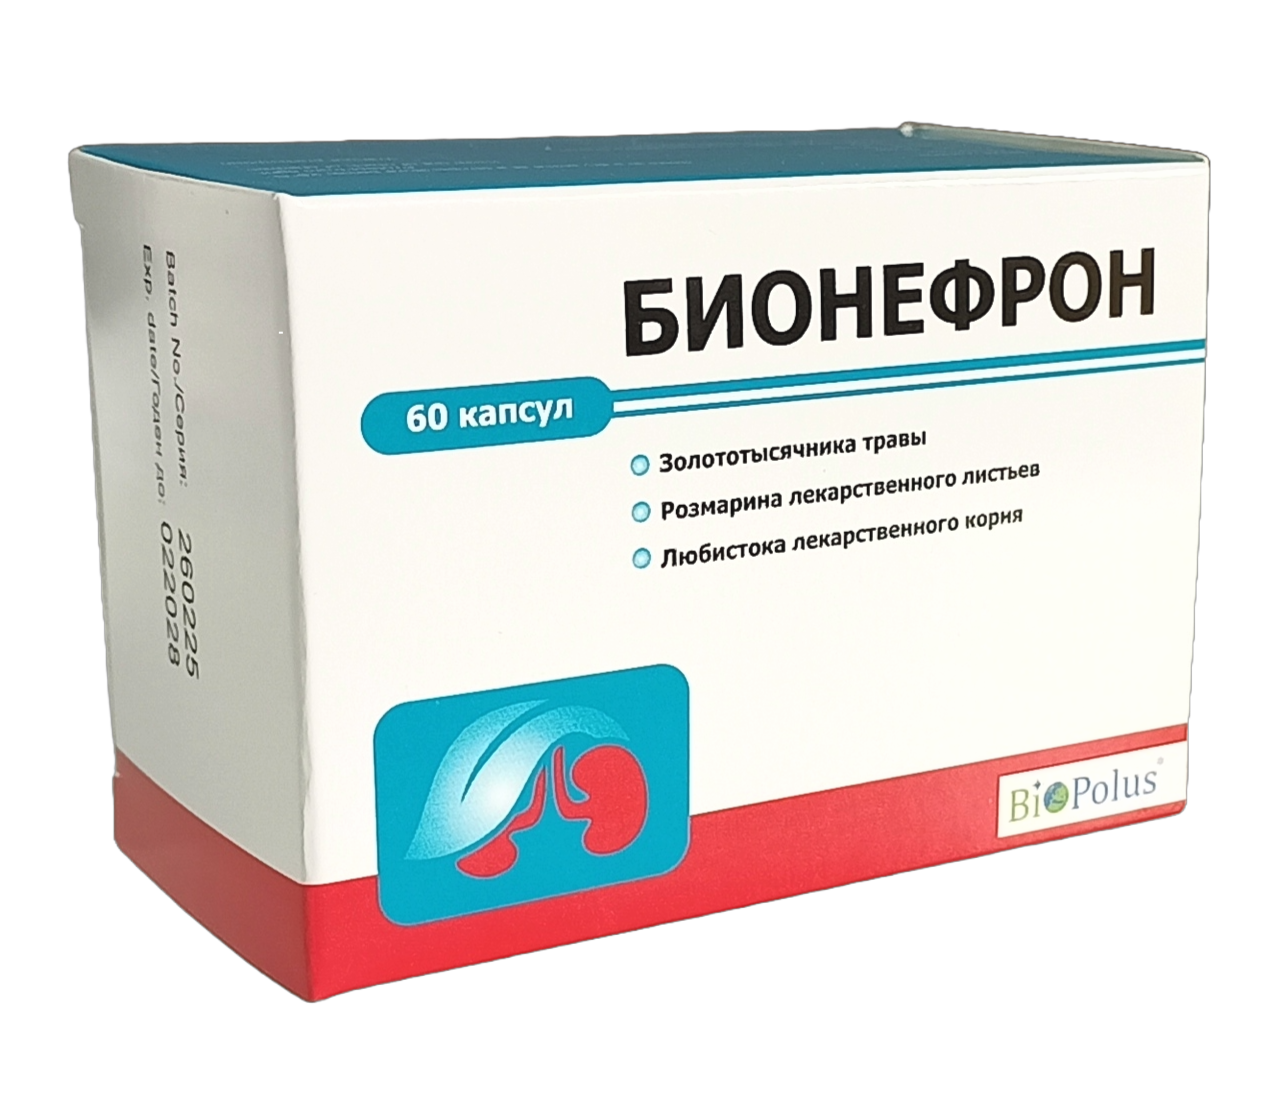 БИОНЕФРОН
60 капсул
Золототысячника травы
Розмарина лекарственного листьев
Любистока лекарственного корня
BioPolus®
Batch No./Серия: 260225
Exp. date/Годен до: 022028